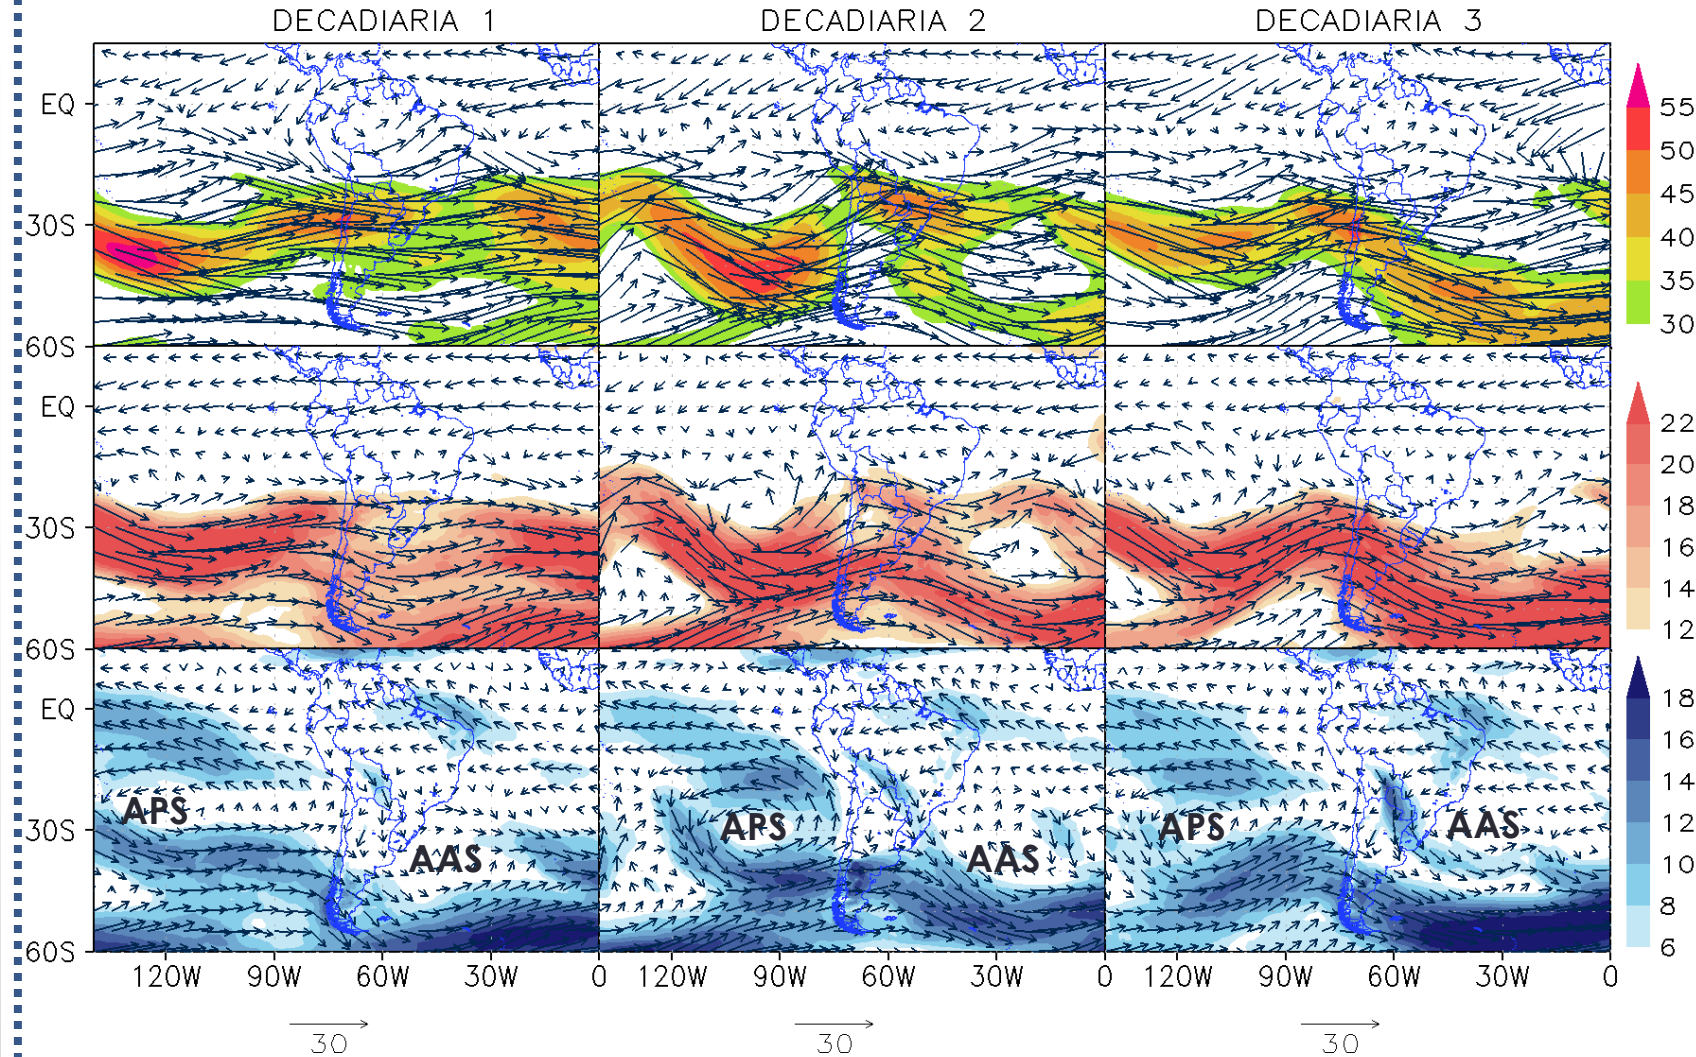 DECADIARIA 1 DECADIARIA 2 DECADIARIA 3
EQ
30S
60S
55
50
45
40
35
30
EQ
30S
60S
22
20
18
16
14
12
EQ
30S
60S
APS AAS APS AAS APS AAS
18
16
14
12
10
8
6
120W 90W 60W 30W 0 120W 90W 60W 30W 0 120W 90W 60W 30W 0
30 30 30